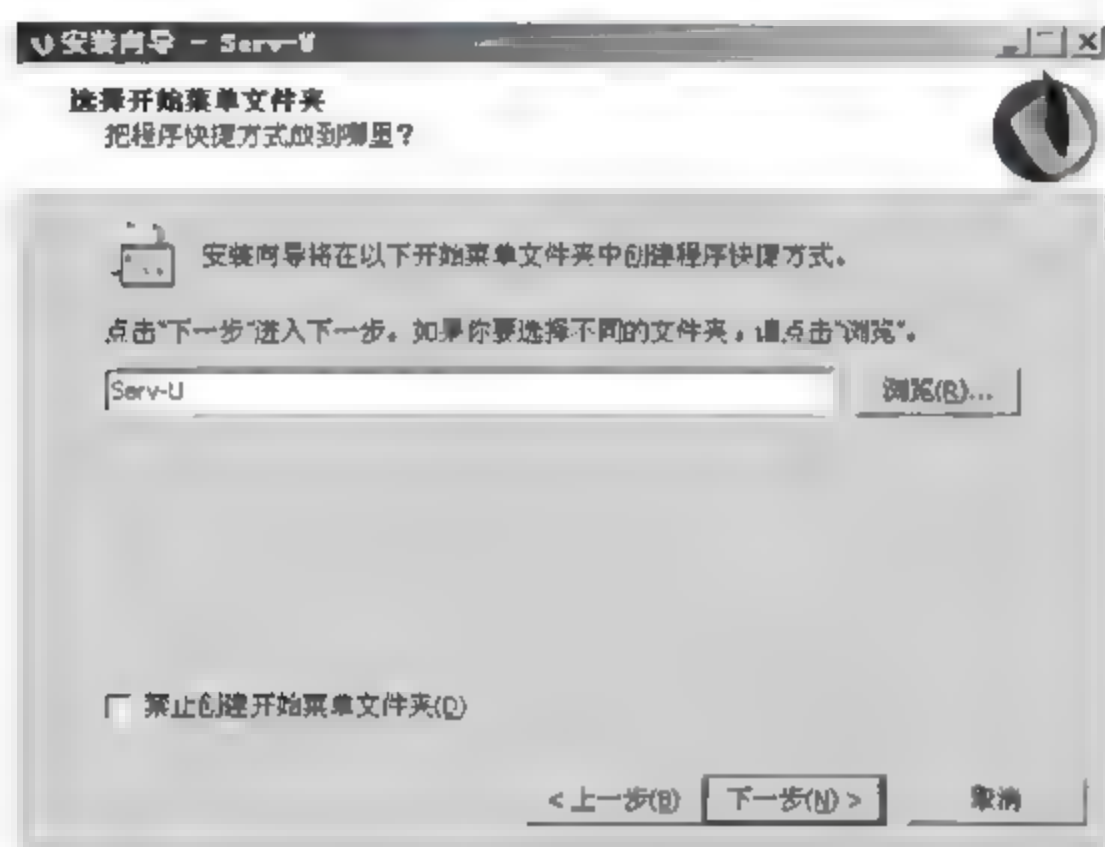 安装向导 - Serv-U
选择开始菜单文件夹
把程序快捷方式放到哪里?
安装向导将在以下开始菜单文件夹中创建程序快捷方式。
点击“下一步”进入下一步。如果你要选择不同的文件夹,请点击“浏览”。
Serv-U
浏览(R)...
禁止创建开始菜单文件夹(D)
<上一步(B) 下一步(N) > 取消